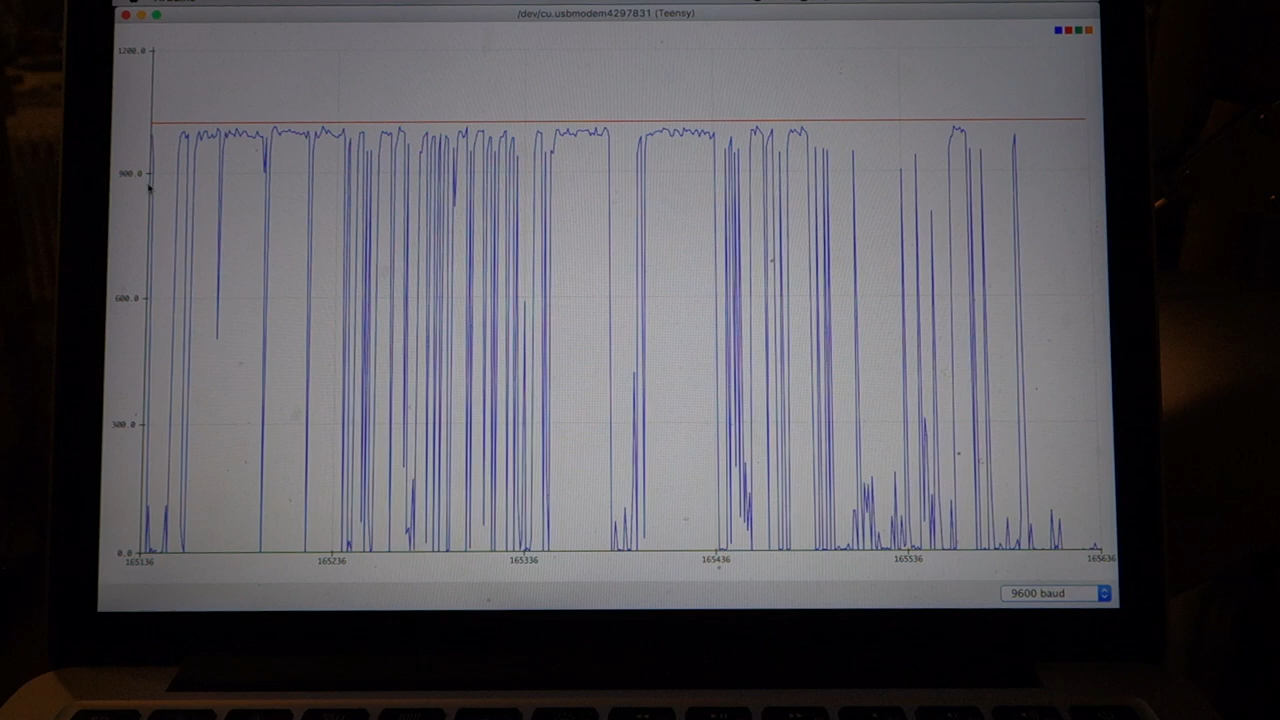 /dev/cu.usbmodem4297831 (Teensy)
1200.0
900.0
600.0
300.0
0.0
165136 165236 165336 165436 165536 165636
9600 baud